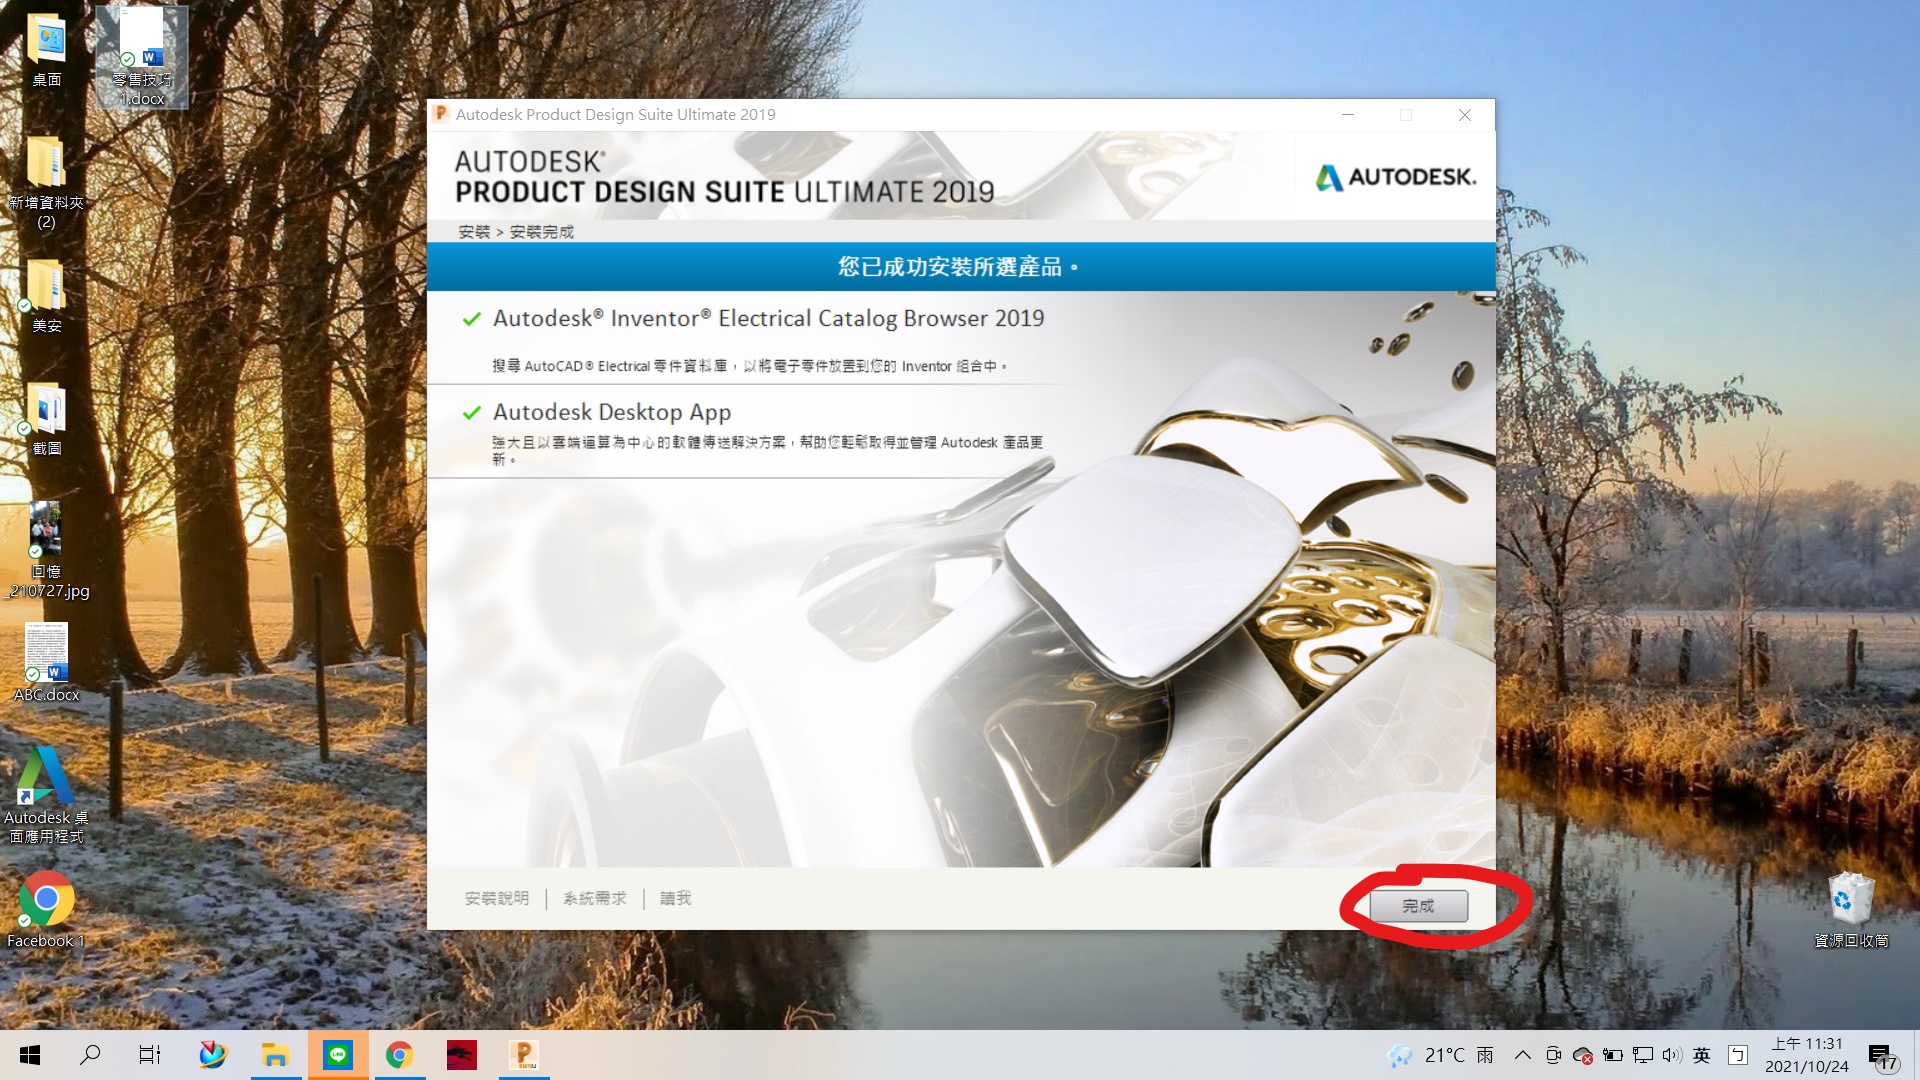 桌面
零售技巧
1.docx
新增資料夾
(2)
美安
截圖
回憶
_210727.jpg
ABC.docx
Autodesk 桌
面應用程式
Facebook 1
資源回收筒
Autodesk Product Design Suite Ultimate 2019
AUTODESK®
PRODUCT DESIGN SUITE ULTIMATE 2019
AUTODESK.
安裝 > 安裝完成
您已成功安裝所選產品。
Autodesk® Inventor® Electrical Catalog Browser 2019
搜尋 AutoCAD® Electrical 零件資料庫，以將電子零件放置到您的 Inventor 組合中。
Autodesk Desktop App
強大且以雲端運算為中心的軟體傳送解決方案，幫助您輕鬆取得並管理 Autodesk 產品更
新。
安裝說明
系統需求
讀我
完成
21°C 雨
英
ㄅ
上午 11:31
2021/10/24
17